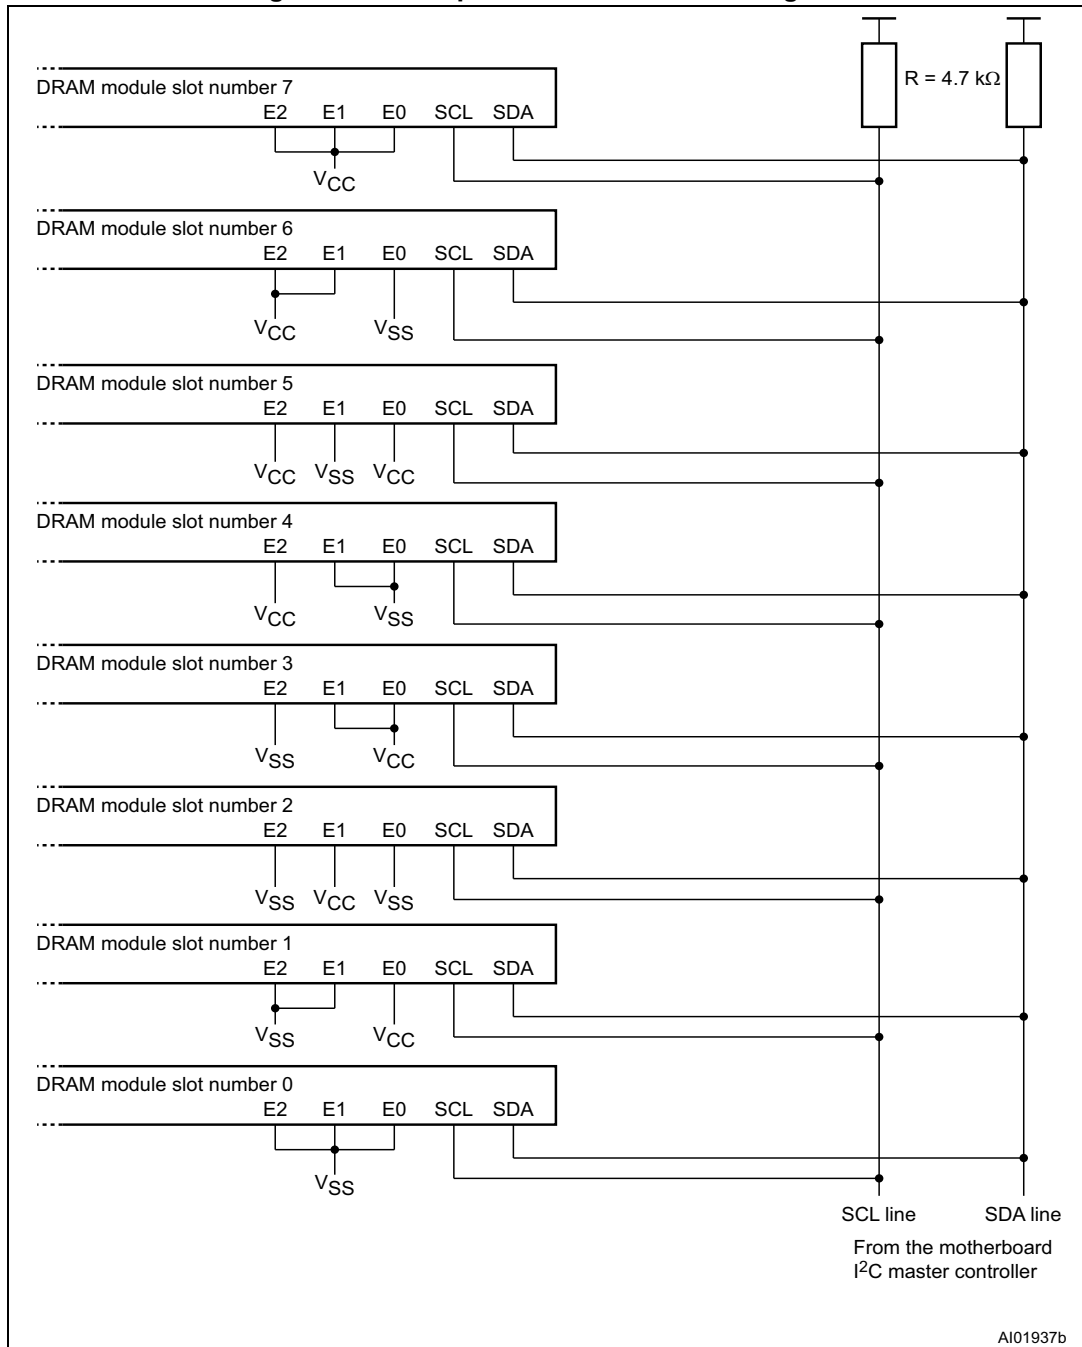 R = 4.7 kΩ
DRAM module slot number 7
E2 E1 E0 SCL SDA
VCC
DRAM module slot number 6
E2 E1 E0 SCL SDA
VCC VSS
DRAM module slot number 5
E2 E1 E0 SCL SDA
VCC VSS VCC
DRAM module slot number 4
E2 E1 E0 SCL SDA
VCC VSS
DRAM module slot number 3
E2 E1 E0 SCL SDA
VSS VCC
DRAM module slot number 2
E2 E1 E0 SCL SDA
VSS VCC VSS
DRAM module slot number 1
E2 E1 E0 SCL SDA
VSS VCC
DRAM module slot number 0
E2 E1 E0 SCL SDA
VSS
SCL line SDA line
From the motherboard
I2C master controller
AI01937b